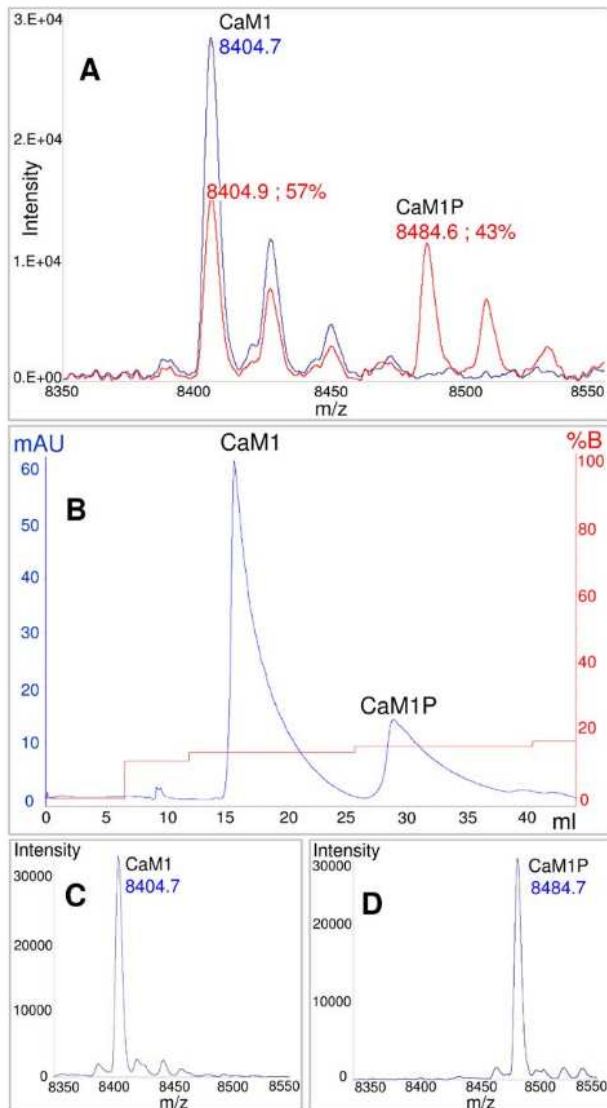 3.E+04
CaM1
8404.7
A
2.E+04
Intensity
8404.9 ; 57%
CaM1P
8484.6 ; 43%
1.E+04
0.E+00
8350 8400 8450 8500 8550
m/z
mAU
CaM1
%B
60
100
B
50
80
40
60
30
40
20
CaM1P
20
10
0
0
0 5 10 15 20 25 30 35 40 ml
Intensity
CaM1
8404.7
30000
C
20000
10000
0
8350 8400 8450 8500 8550
m/z
Intensity
CaM1P
8484.7
30000
D
20000
10000
0
8350 8400 8450 8500 8550
m/z